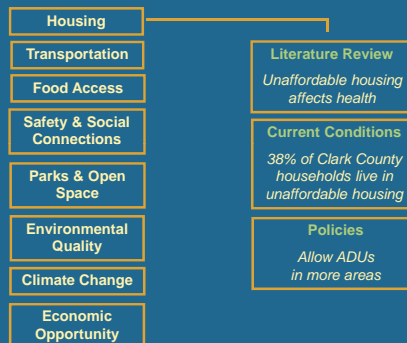 Housing
Transportation
Food Access
Safety & Social
Connections
Parks & Open
Space
Environmental
Quality
Climate Change
Economic
Opportunity
Literature Review
Unaffordable housing
affects health
Current Conditions
38% of Clark County
households live in
unaffordable housing
Policies
Allow ADUs
in more areas